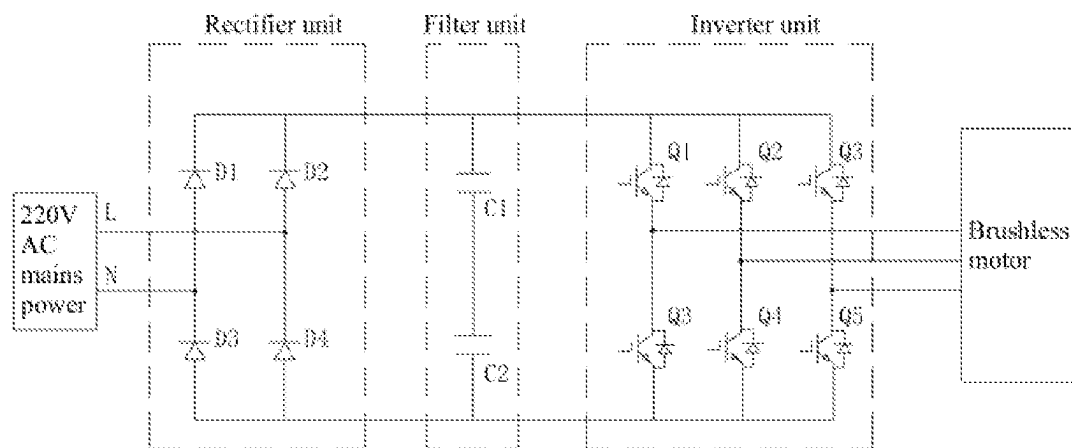 Rectifier unit
Filter unit
Inverter unit
D1
D2
Q1
Q2
Q3
220V
AC
mains
power
L
N
C1
Brushless
motor
D3
D4
C2
Q3
Q4
Q5